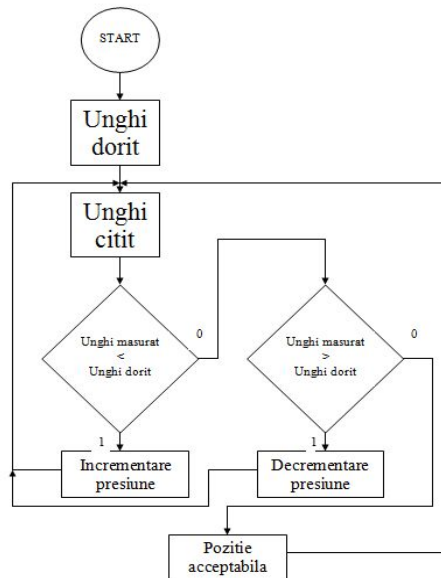 START
Unghi
dorit
Unghi
citit
Unghi masurat
<
Unghi dorit
0
Unghi masurat
>
Unghi dorit
0
1
Incrementare
presiune
1
Decrementare
presiune
Pozitie
acceptabila